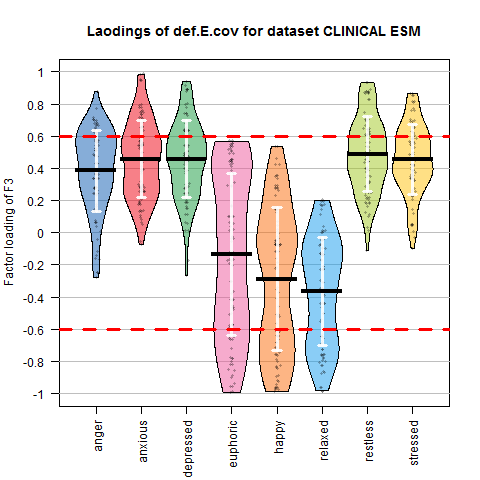 Laodings of def.E.cov for dataset CLINICAL ESM
Factor loading of F3
1
0.8
0.6
0.4
0.2
0
-0.2
-0.4
-0.6
-0.8
-1
anger
anxious
depressed
euphoric
happy
relaxed
restless
stressed